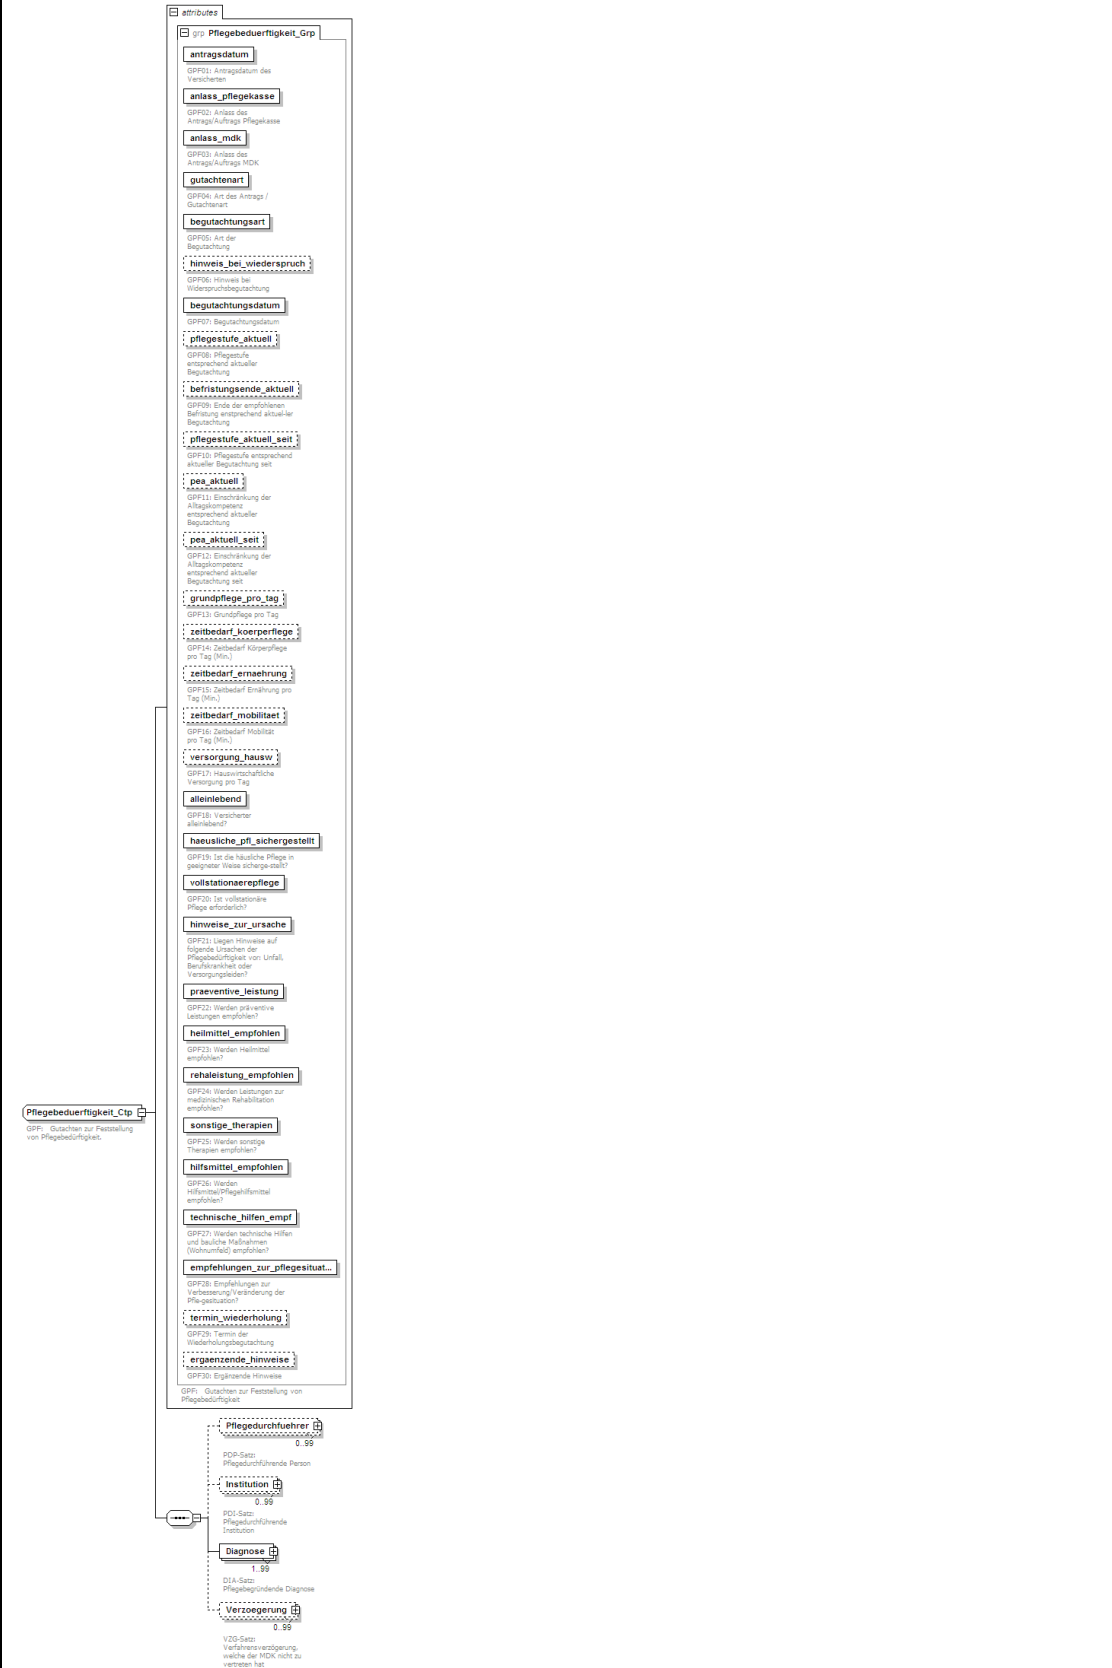 attributes
grp Pflegebeduerftigkeit_Grp
antragsdatum
GPF01: Antragsdatum des
Versicherten
anlass_pflegekasse
GPF02: Anlass des
Antrags/Auftrags Pflegekasse
anlass_mdk
GPF03: Anlass des
Antrags/Auftrags MDK
gutachtenart
GPF04: Art des Antrags /
Gutachtenart
begutachtungsart
GPF05: Art der
Begutachtung
hinweis_bei_wiederspruch
GPF06: Hinweis bei
Widerspruchsbegutachtung
begutachtungsdatum
GPF07: Begutachtungsdatum
pflegestufe_aktuell
GPF08: Pflegestufe
entsprechend aktueller
Begutachtung
befristungsende_aktuell
GPF09: Ende der empfohlenen
Befristung enstprechend aktuel-ler
Begutachtung
pflegestufe_aktuell_seit
GPF10: Pflegestufe entsprechend
aktueller Begutachtung seit
pea_aktuell
GPF11: Einschränkung der
Alltagskompetenz
entsprechend aktueller
Begutachtung
pea_aktuell_seit
GPF12: Einschränkung der
Alltagskompetenz
entsprechend aktueller
Begutachtung seit
grundpflege_pro_tag
GPF13: Grundpflege pro Tag
zeitbedarf_koerperflege
GPF14: Zeitbedarf Körperpflege
pro Tag (Min.)
zeitbedarf_ernaehrung
GPF15: Zeitbedarf Ernährung pro
Tag (Min.)
zeitbedarf_mobilitaet
GPF16: Zeitbedarf Mobilität
pro Tag (Min.)
versorgung_hausw
GPF17: Hauswirtschaftliche
Versorgung pro Tag
alleinlebend
GPF18: Versicherter
alleinlebend?
haeusliche_pfl_sichergestellt
GPF19: Ist die häusliche Pflege in
geeigneter Weise sicherge-stellt?
vollstationaerepflege
GPF20: Ist vollstationäre
Pflege erforderlich?
hinweise_zur_ursache
GPF21: Liegen Hinweise auf
folgende Ursachen der
Pflegebedürftigkeit von: Unfall,
Berufskrankheit oder
Versorgungsleiden?
praeventive_leistung
GPF22: Werden präventive
Leistungen empfohlen?
heilmittel_empfohlen
GPF23: Werden Heilmittel
empfohlen?
rehaleistung_empfohlen
GPF24: Werden Leistungen zur
medizinischen Rehabilitation
empfohlen?
sonstige_therapien
GPF25: Werden sonstige
Therapien empfohlen?
hilfsmittel_empfohlen
GPF26: Werden
Hilfsmittel/Pflegehilfsmittel
empfohlen?
technische_hilfen_empf
GPF27: Werden technische Hilfen
und bauliche Maßnahmen
(Wohnumfeld) empfohlen?
empfehlungen_zur_pflegesituat...
GPF28: Empfehlungen zur
Verbesserung/Veränderung der
Pfle-gesituation?
termin_wiederholung
GPF29: Termin der
Wiederholungsbegutachtung
ergaenzende_hinweise
GPF30: Ergänzende Hinweise
GPF: Gutachten zur Feststellung von
Pflegebedürftigkeit
Pflegebeduerftigkeit_Ctp
GPF: Gutachten zur Feststellung
von Pflegebedürftigkeit.
Pflegedurchfuehrer
0..99
PDP-Satz:
Pflegedurchführende Person
Institution
0..99
PDI-Satz:
Pflegedurchführende
Institution
Diagnose
1..99
DIA-Satz:
Pflegebegründende Diagnose
Verzoegerung
0..99
VZG-Satz:
Verfahrensverzögerung,
welche der MDK nicht zu
vertreten hat